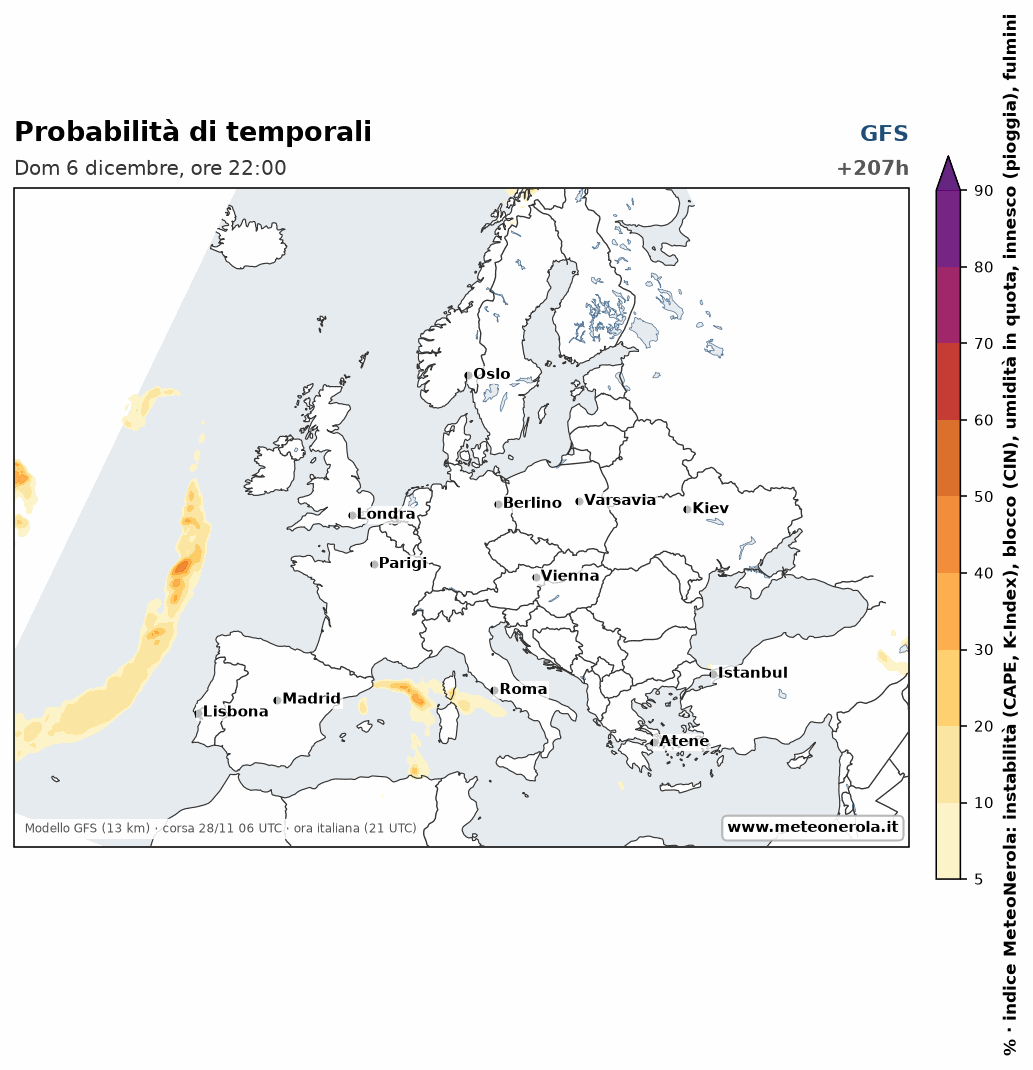 Probabilità di temporali
GFS
Dom 6 dicembre, ore 22:00
+207h
Oslo
Londra
Berlino
Varsavia
Kiev
Parigi
Vienna
Istanbul
Roma
Madrid
Lisbona
Atene
Modello GFS (13 km) · corsa 28/11 06 UTC · ora italiana (21 UTC)
www.meteonerola.it
90
80
70
60
50
40
30
20
10
5
% · indice MeteoNerola: instabilità (CAPE, K-Index), blocco (CIN), umidità in quota, innesco (pioggia), fulmini